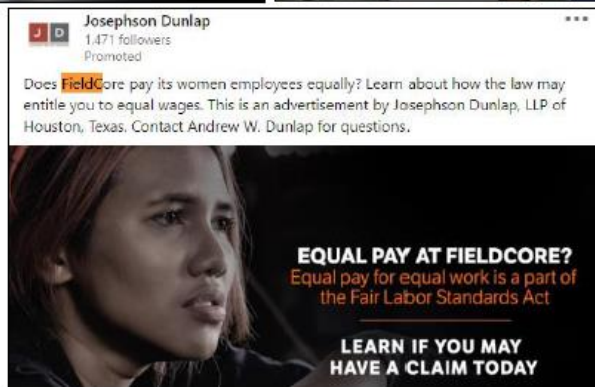 J D
Josephson Dunlap
1,471 followers
Promoted
Does FieldCore pay its women employees equally? Learn about how the law may
entitle you to equal wages. This is an advertisement by Josephson Dunlap, LLP of
Houston, Texas. Contact Andrew W. Dunlap for questions.
EQUAL PAY AT FIELDCORE?
Equal pay for equal work is a part of
the Fair Labor Standards Act
LEARN IF YOU MAY
HAVE A CLAIM TODAY